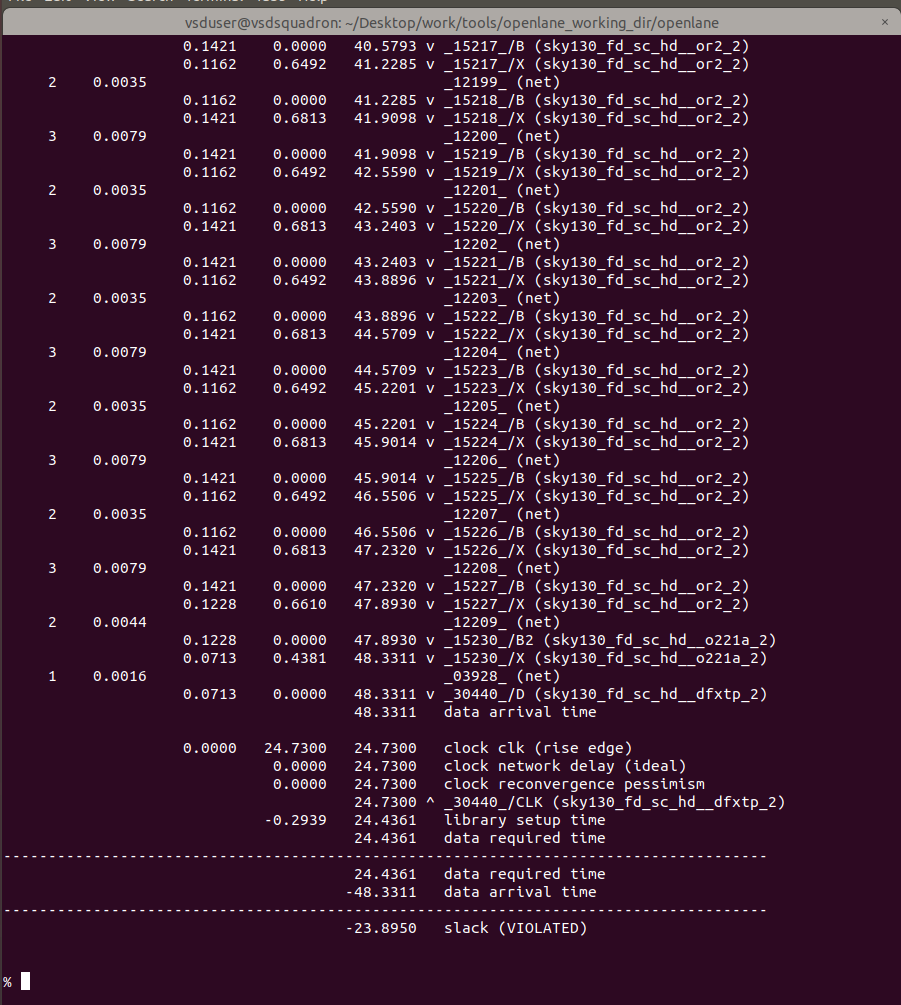 vsduser@vsdsquadron: ~/Desktop/work/tools/openlane_working_dir/openlane ×
0.1421 0.0000 40.5793 v _15217_/B (sky130_fd_sc_hd__or2_2)
0.1162 0.6492 41.2285 v _15217_/X (sky130_fd_sc_hd__or2_2)
2 0.0035 _12199_ (net)
0.1162 0.0000 41.2285 v _15218_/B (sky130_fd_sc_hd__or2_2)
0.1421 0.6813 41.9098 v _15218_/X (sky130_fd_sc_hd__or2_2)
3 0.0079 _12200_ (net)
0.1421 0.0000 41.9098 v _15219_/B (sky130_fd_sc_hd__or2_2)
0.1162 0.6492 42.5590 v _15219_/X (sky130_fd_sc_hd__or2_2)
2 0.0035 _12201_ (net)
0.1162 0.0000 42.5590 v _15220_/B (sky130_fd_sc_hd__or2_2)
0.1421 0.6813 43.2403 v _15220_/X (sky130_fd_sc_hd__or2_2)
3 0.0079 _12202_ (net)
0.1421 0.0000 43.2403 v _15221_/B (sky130_fd_sc_hd__or2_2)
0.1162 0.6492 43.8896 v _15221_/X (sky130_fd_sc_hd__or2_2)
2 0.0035 _12203_ (net)
0.1162 0.0000 43.8896 v _15222_/B (sky130_fd_sc_hd__or2_2)
0.1421 0.6813 44.5709 v _15222_/X (sky130_fd_sc_hd__or2_2)
3 0.0079 _12204_ (net)
0.1421 0.0000 44.5709 v _15223_/B (sky130_fd_sc_hd__or2_2)
0.1162 0.6492 45.2201 v _15223_/X (sky130_fd_sc_hd__or2_2)
2 0.0035 _12205_ (net)
0.1162 0.0000 45.2201 v _15224_/B (sky130_fd_sc_hd__or2_2)
0.1421 0.6813 45.9014 v _15224_/X (sky130_fd_sc_hd__or2_2)
3 0.0079 _12206_ (net)
0.1421 0.0000 45.9014 v _15225_/B (sky130_fd_sc_hd__or2_2)
0.1162 0.6492 46.5506 v _15225_/X (sky130_fd_sc_hd__or2_2)
2 0.0035 _12207_ (net)
0.1162 0.0000 46.5506 v _15226_/B (sky130_fd_sc_hd__or2_2)
0.1421 0.6813 47.2320 v _15226_/X (sky130_fd_sc_hd__or2_2)
3 0.0079 _12208_ (net)
0.1421 0.0000 47.2320 v _15227_/B (sky130_fd_sc_hd__or2_2)
0.1228 0.6610 47.8930 v _15227_/X (sky130_fd_sc_hd__or2_2)
2 0.0044 _12209_ (net)
0.1228 0.0000 47.8930 v _15230_/B2 (sky130_fd_sc_hd__o221a_2)
0.0713 0.4381 48.3311 v _15230_/X (sky130_fd_sc_hd__o221a_2)
1 0.0016 _03928_ (net)
0.0713 0.0000 48.3311 v _30440_/D (sky130_fd_sc_hd__dfxtp_2)
48.3311 data arrival time
0.0000 24.7300 24.7300 clock clk (rise edge)
0.0000 24.7300 clock network delay (ideal)
0.0000 24.7300 clock reconvergence pessimism
24.7300 ^ _30440_/CLK (sky130_fd_sc_hd__dfxtp_2)
-0.2939 24.4361 library setup time
24.4361 data required time
-------------------------------------------------------------------------------------
24.4361 data required time
-48.3311 data arrival time
-------------------------------------------------------------------------------------
-23.8950 slack (VIOLATED)
%